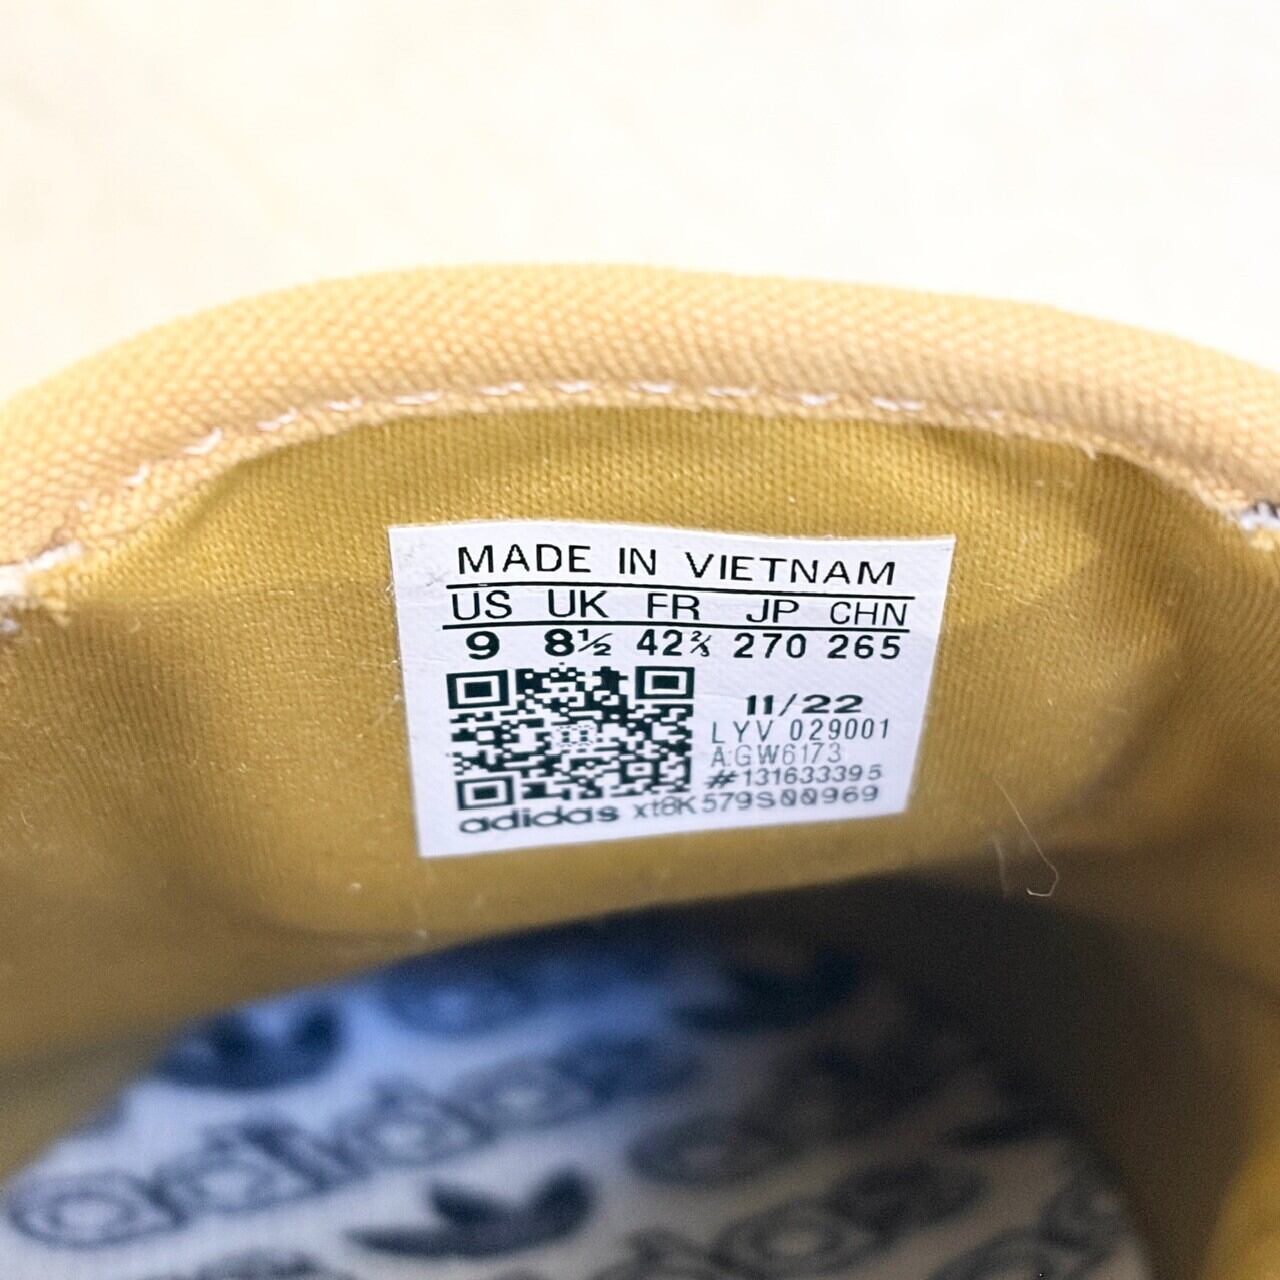 MADE IN VIETNAM
US UK FR JP CHN
9 8½ 42⅔ 270 265
11/22
LYV 029001
A:GW6173
#131633395
adidas xt8K579S00969
adidas